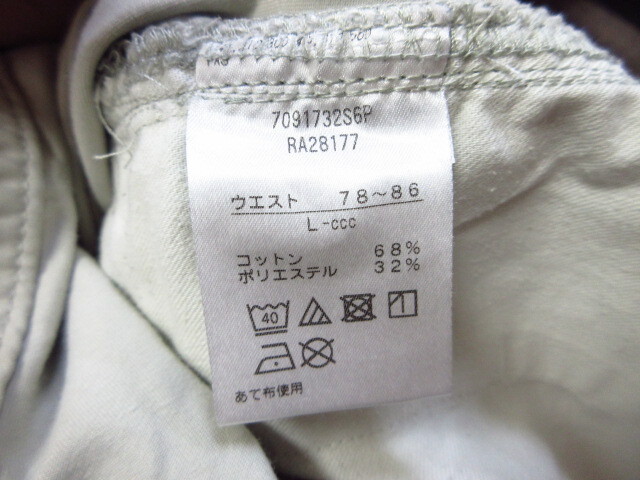 7091732S6P
RA28177
ウエスト 78～86
L-ccc
コットン 68%
ポリエステル 32%
40
あて布使用